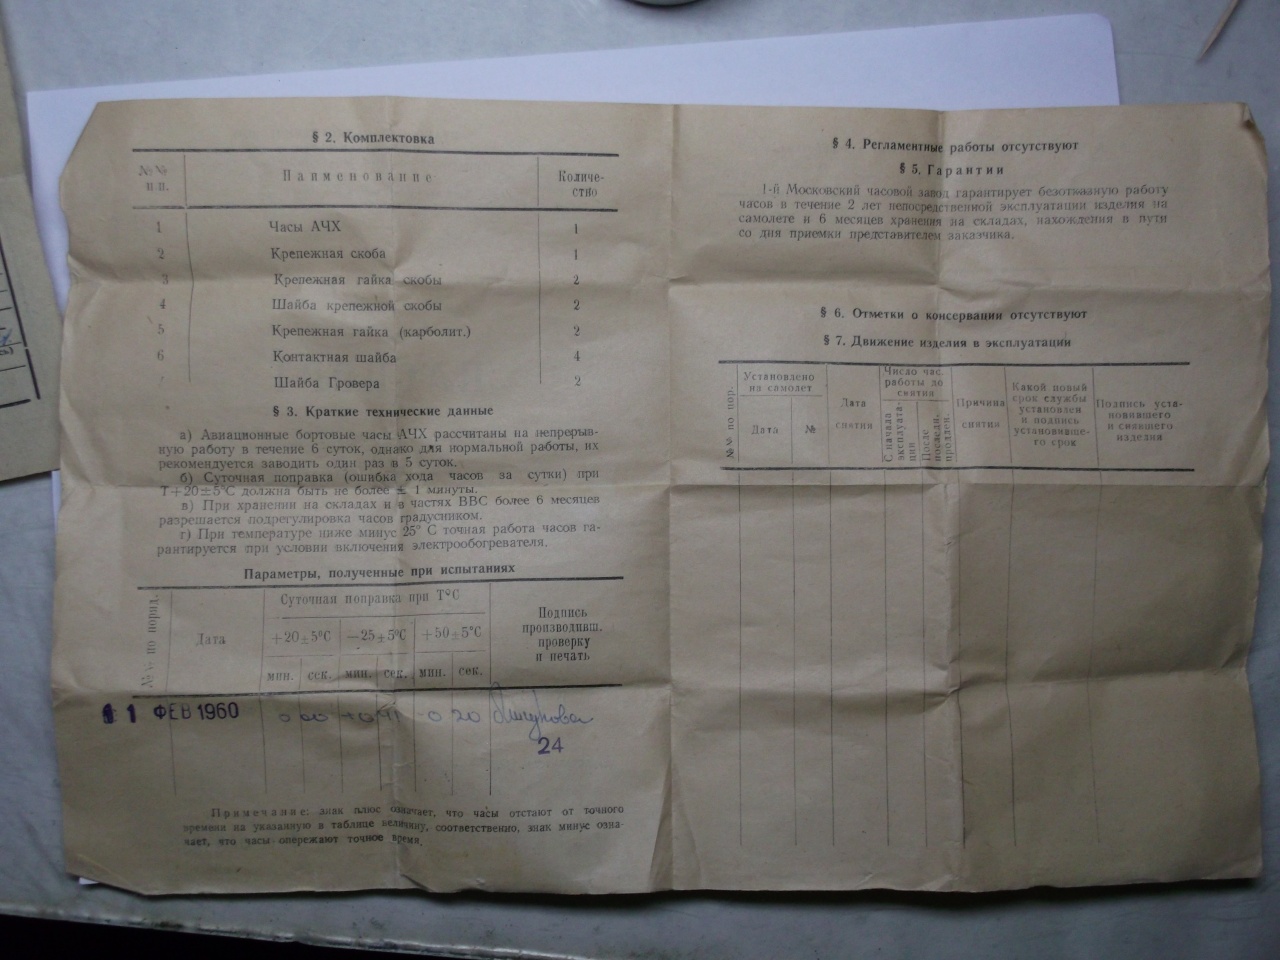 § 2. Комплектовка
№№ п.п. Наименование Количе-
ство
1 Часы АЧХ 1
2 Крепежная скоба 1
3 Крепежная гайка скобы 2
4 Шайба крепежной скобы 2
5 Крепежная гайка (карболит.) 2
6 Контактная шайба 4
Шайба Гровера 2
§ 3. Краткие технические данные
а) Авиационные бортовые часы АЧХ рассчитаны на непрерыв-
ную работу в течение 6 суток, однако для нормальной работы, их
рекомендуется заводить один раз в 5 суток.
б) Суточная поправка (ошибка хода часов за сутки) при
Т+20±5°С должна быть не более ± 1 минуты.
в) При хранении на складах и в частях ВВС более 6 месяцев
разрешается подрегулировка часов градусником.
г) При температуре ниже минус 25° С точная работа часов га-
рантируется при условии включения электрообогревателя.
Параметры, полученные при испытаниях
№№ по поряд.
Дата
Суточная поправка при Т°С
+20±5°С —25±5°С +50±5°С
мин. сек. мин. сек. мин. сек.
Подпись
производивш.
проверку
и печать
11 ФЕВ 1960
0 20
24
Примечание: знак плюс означает, что часы отстают от точного
времени на указанную в таблице величину, соответственно, знак минус озна-
чает, что часы опережают точное время.
§ 4. Регламентные работы отсутствуют
§ 5. Гарантии
1-й Московский часовой завод гарантирует безотказную работу
часов в течение 2 лет непосредственной эксплуатации изделия на
самолете и 6 месяцев хранения на складах, нахождения в пути
со дня приемки представителем заказчика.
§ 6. Отметки о консервации отсутствуют
§ 7. Движение изделия в эксплуатации
№№ по пор.
Установлено
на самолет
Дата №
Дата
снятия
Число час.
работы до
снятия
С начала
эксплуата-
ции
После
последн.
продлен.
Причина
снятия
Какой новый
срок службы
установлен
и подпись
установивше-
го срок
Подпись уста-
новившего
и снявшего
изделия